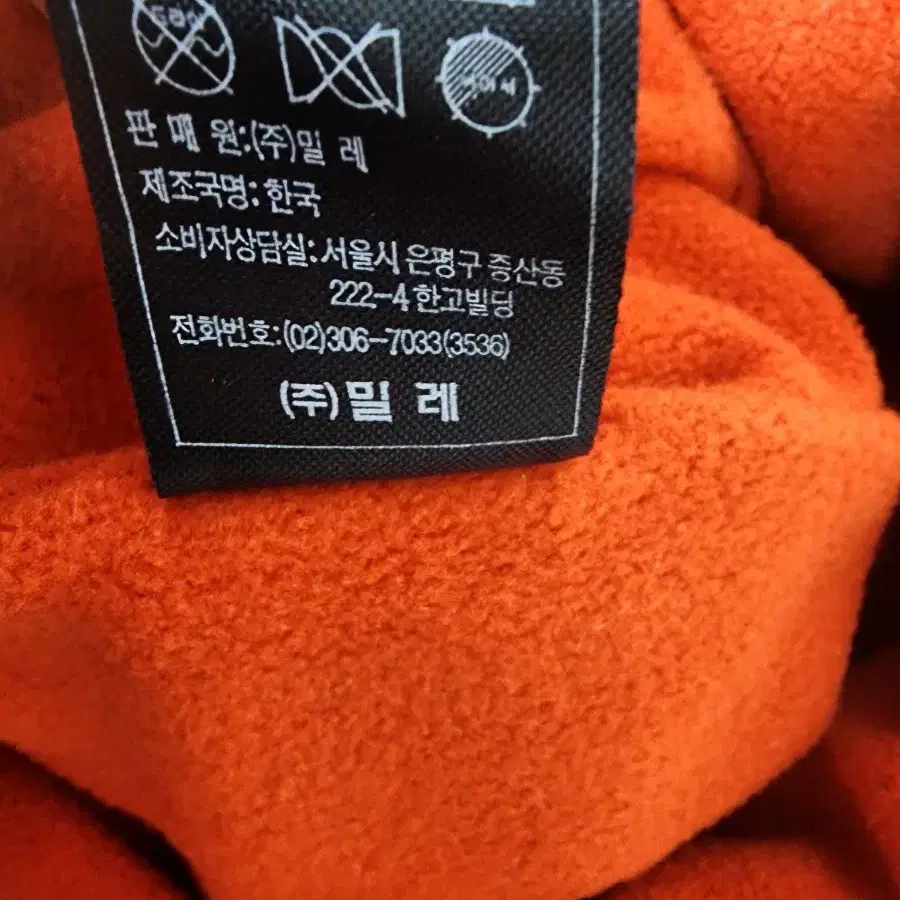 판 매 원:(주)밀 레
제조국명:한국
소비자상담실:서울시 은평구 증산동
222-4 한고빌딩
전화번호:(02)306-7033(3536)
(주)밀 레